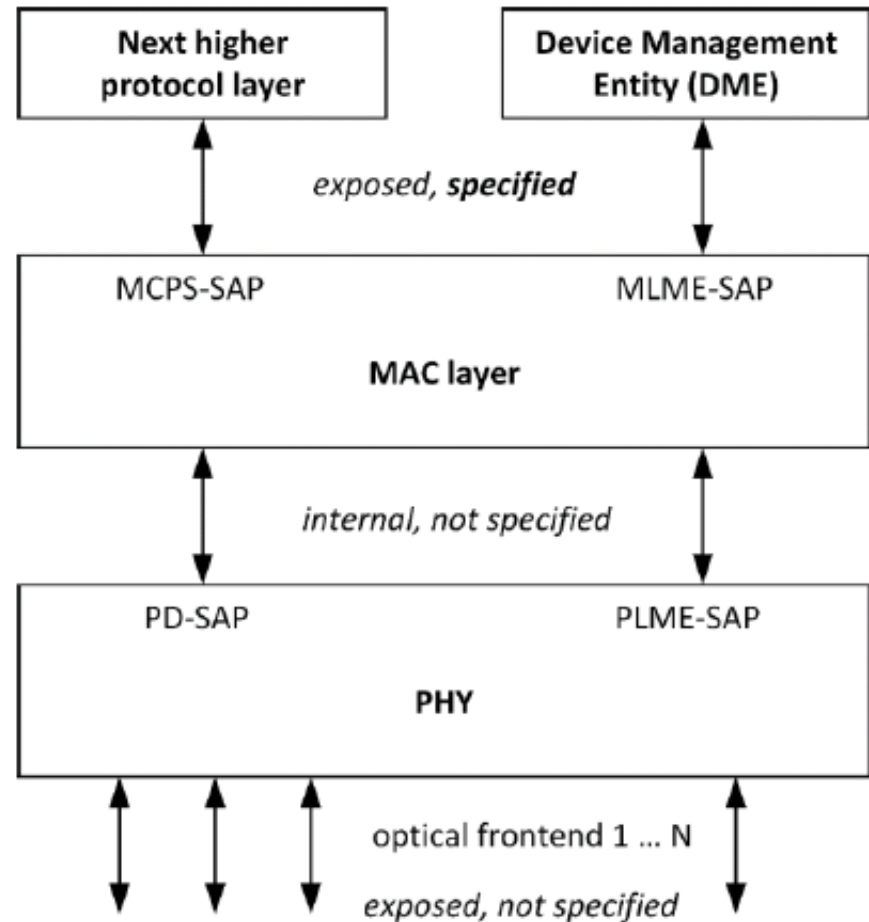 Next higher
protocol layer
Device Management
Entity (DME)
exposed, specified
MCPS-SAP
MLME-SAP
MAC layer
internal, not specified
PD-SAP
PLME-SAP
PHY
optical frontend 1 ... N
exposed, not specified